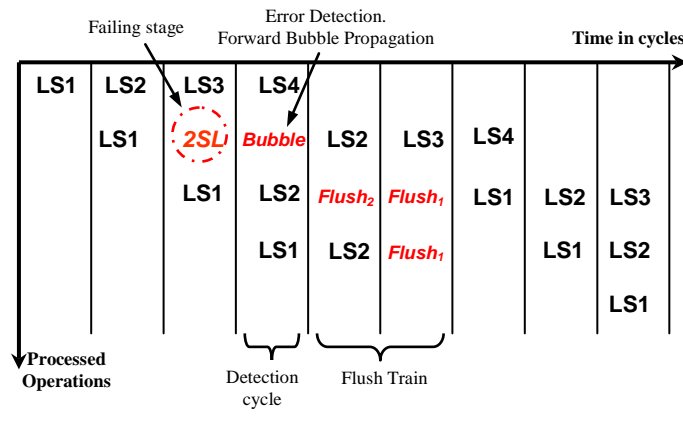 Error Detection.
Failing stage
Forward Bubble Propagation
Time in cycles
LS1 LS2 LS3 LS4
LS1 2SL Bubble LS2 LS3 LS4
LS1 LS2 Flush2 Flush1 LS1 LS2 LS3
LS1 LS2 Flush1 LS1 LS2
LS1
Processed
Operations
Detection
cycle
Flush Train